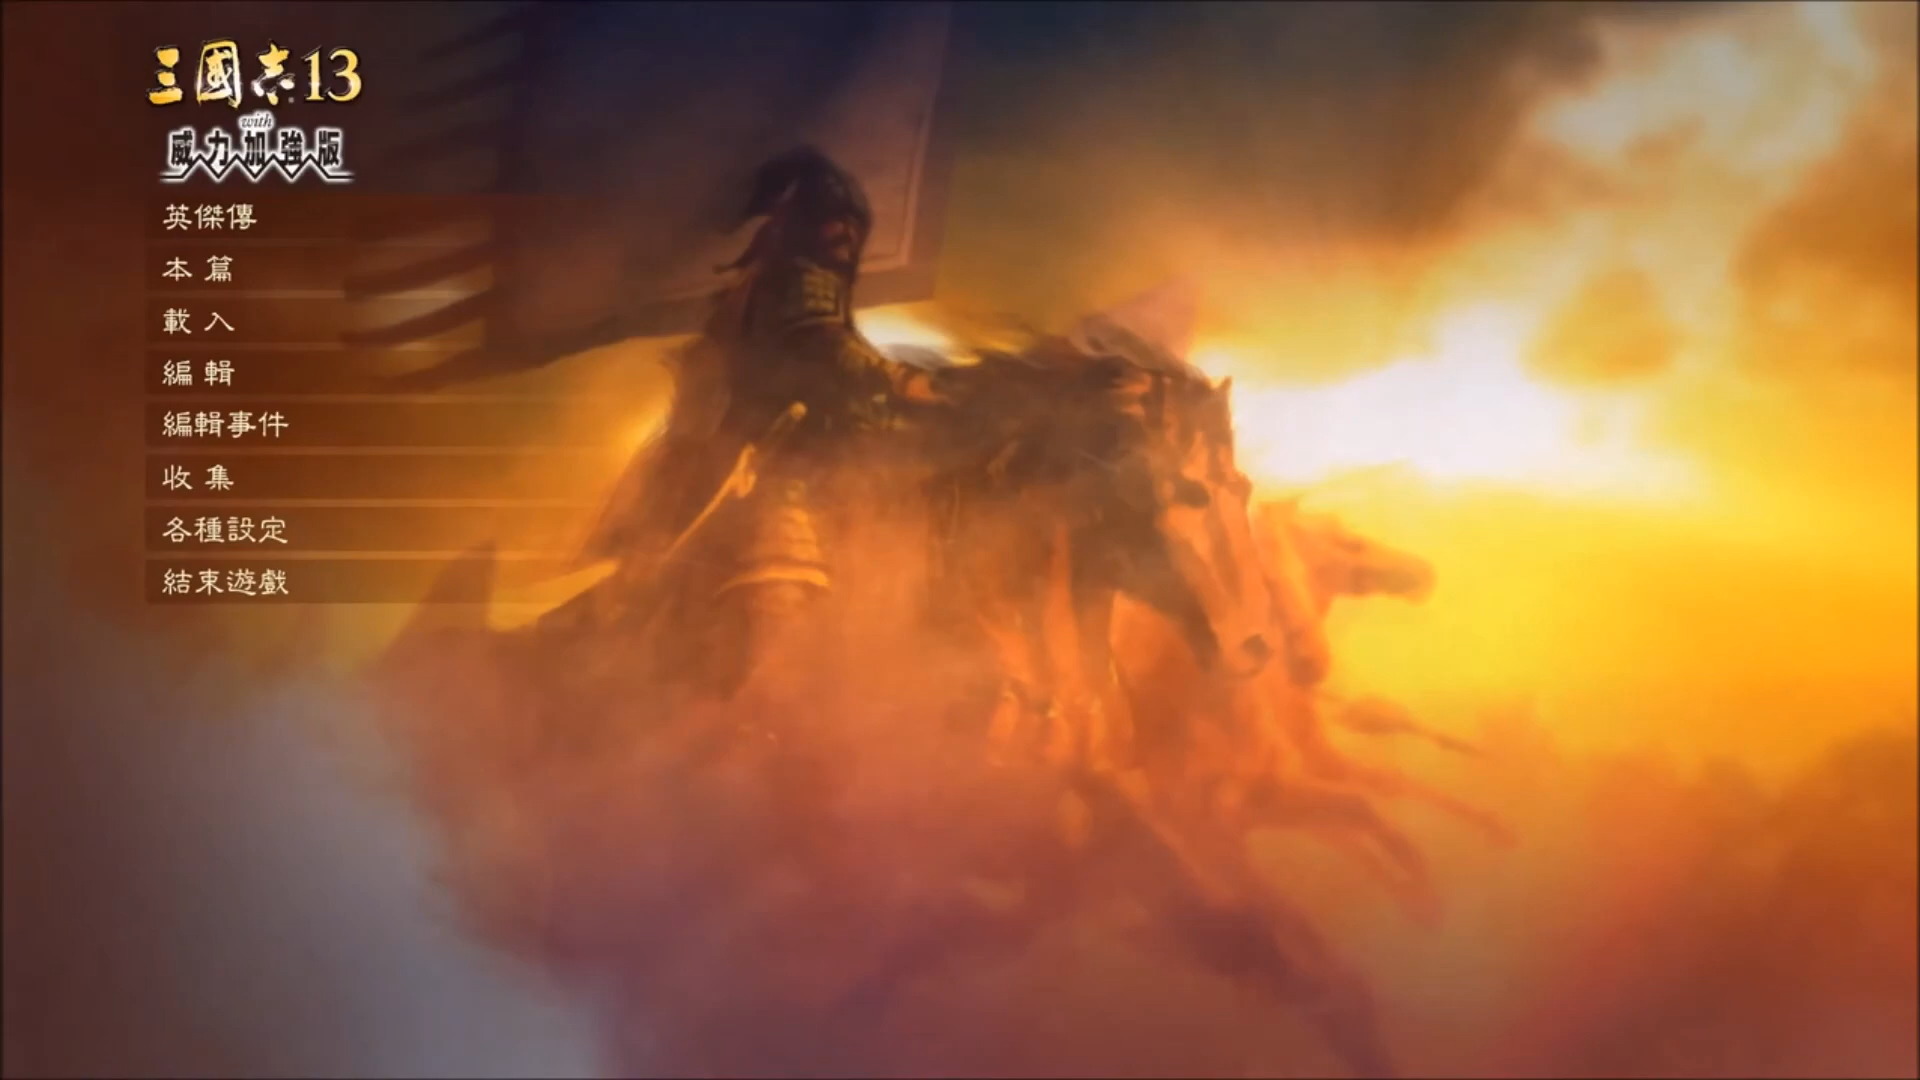 三國志13
with
威力加強版
英傑傳
本篇
載入
編輯
編輯事件
收集
各種設定
結束遊戲